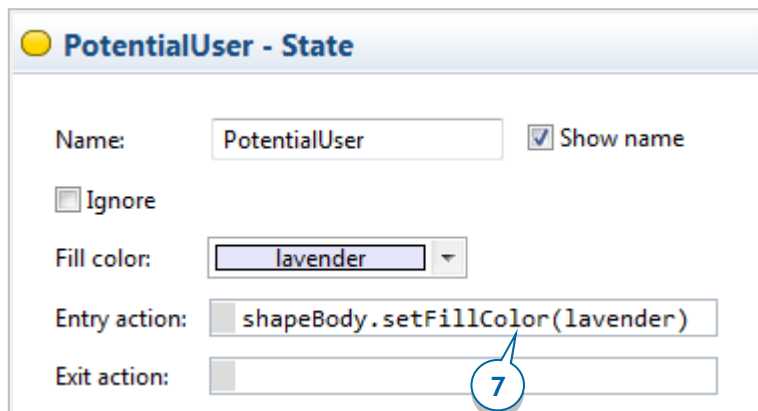 PotentialUser - State
Name: PotentialUser Show name
Ignore
Fill color: lavender
Entry action: shapeBody.setFillColor(lavender)
Exit action:
7